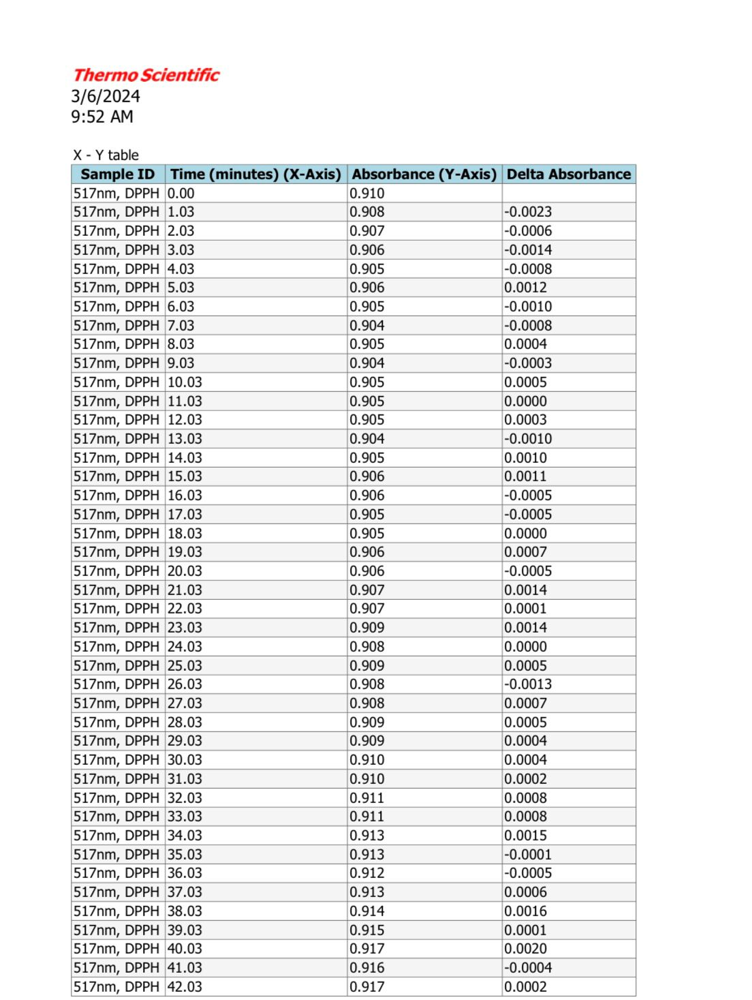 Thermo Scientific
3/6/2024
9:52 AM
X - Y table
Sample ID Time (minutes) (X-Axis) Absorbance (Y-Axis) Delta Absorbance
517nm, DPPH 0.00 0.910
517nm, DPPH 1.03 0.908 -0.0023
517nm, DPPH 2.03 0.907 -0.0006
517nm, DPPH 3.03 0.906 -0.0014
517nm, DPPH 4.03 0.905 -0.0008
517nm, DPPH 5.03 0.906 0.0012
517nm, DPPH 6.03 0.905 -0.0010
517nm, DPPH 7.03 0.904 -0.0008
517nm, DPPH 8.03 0.905 0.0004
517nm, DPPH 9.03 0.904 -0.0003
517nm, DPPH 10.03 0.905 0.0005
517nm, DPPH 11.03 0.905 0.0000
517nm, DPPH 12.03 0.905 0.0003
517nm, DPPH 13.03 0.904 -0.0010
517nm, DPPH 14.03 0.905 0.0010
517nm, DPPH 15.03 0.906 0.0011
517nm, DPPH 16.03 0.906 -0.0005
517nm, DPPH 17.03 0.905 -0.0005
517nm, DPPH 18.03 0.905 0.0000
517nm, DPPH 19.03 0.906 0.0007
517nm, DPPH 20.03 0.906 -0.0005
517nm, DPPH 21.03 0.907 0.0014
517nm, DPPH 22.03 0.907 0.0001
517nm, DPPH 23.03 0.909 0.0014
517nm, DPPH 24.03 0.908 0.0000
517nm, DPPH 25.03 0.909 0.0005
517nm, DPPH 26.03 0.908 -0.0013
517nm, DPPH 27.03 0.908 0.0007
517nm, DPPH 28.03 0.909 0.0005
517nm, DPPH 29.03 0.909 0.0004
517nm, DPPH 30.03 0.910 0.0004
517nm, DPPH 31.03 0.910 0.0002
517nm, DPPH 32.03 0.911 0.0008
517nm, DPPH 33.03 0.911 0.0008
517nm, DPPH 34.03 0.913 0.0015
517nm, DPPH 35.03 0.913 -0.0001
517nm, DPPH 36.03 0.912 -0.0005
517nm, DPPH 37.03 0.913 0.0006
517nm, DPPH 38.03 0.914 0.0016
517nm, DPPH 39.03 0.915 0.0001
517nm, DPPH 40.03 0.917 0.0020
517nm, DPPH 41.03 0.916 -0.0004
517nm, DPPH 42.03 0.917 0.0002